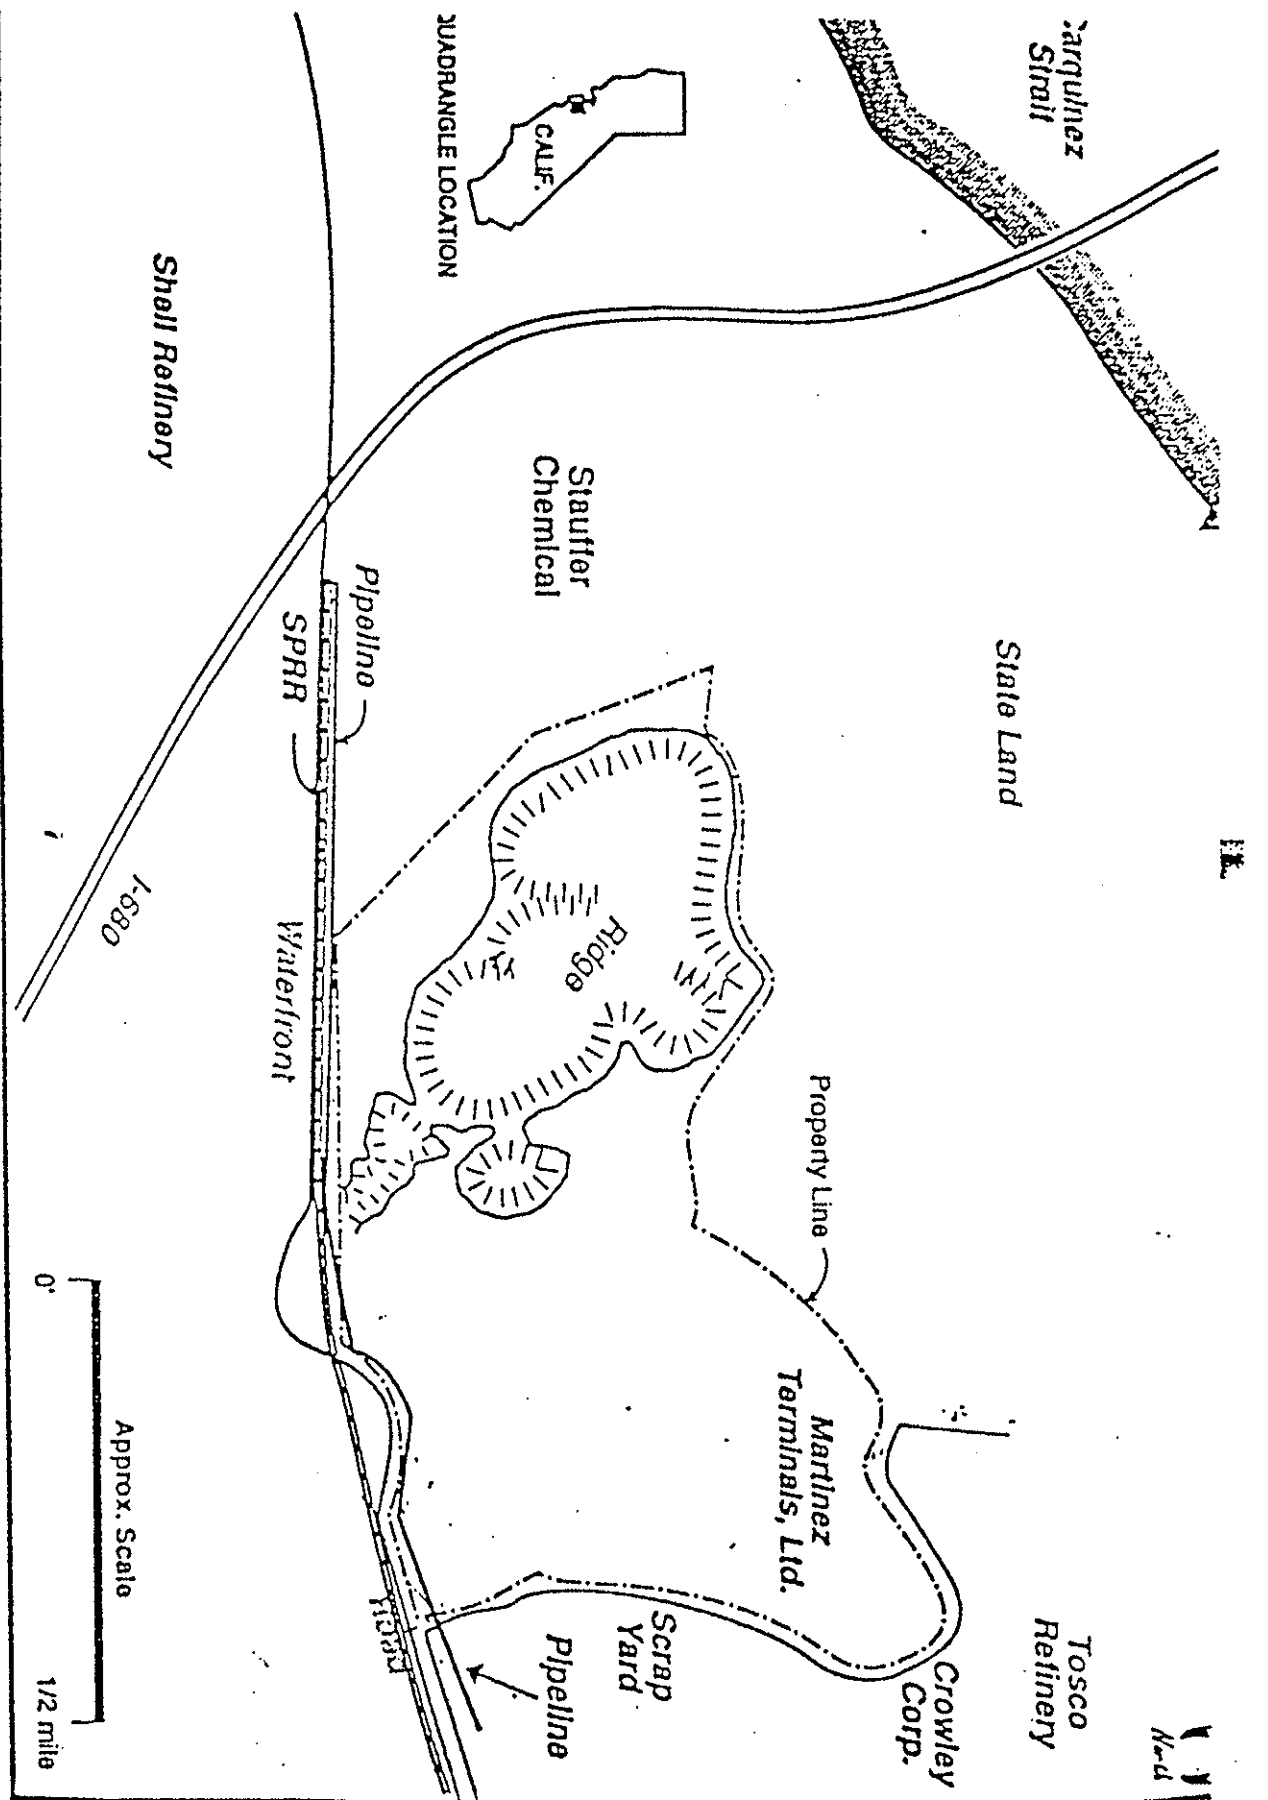 Carquinez
Strait
QUADRANGLE LOCATION
CALIF.
Shell Refinery
Stauffer
Chemical
State Land
Pipeline
SPRR
I-680
Waterfront
Road
Ridge
Property Line
Martinez
Terminals, Ltd.
Tosco
Refinery
Crowley
Corp.
Scrap
Yard
Pipeline
North
0'
1/2 mile
Approx. Scale